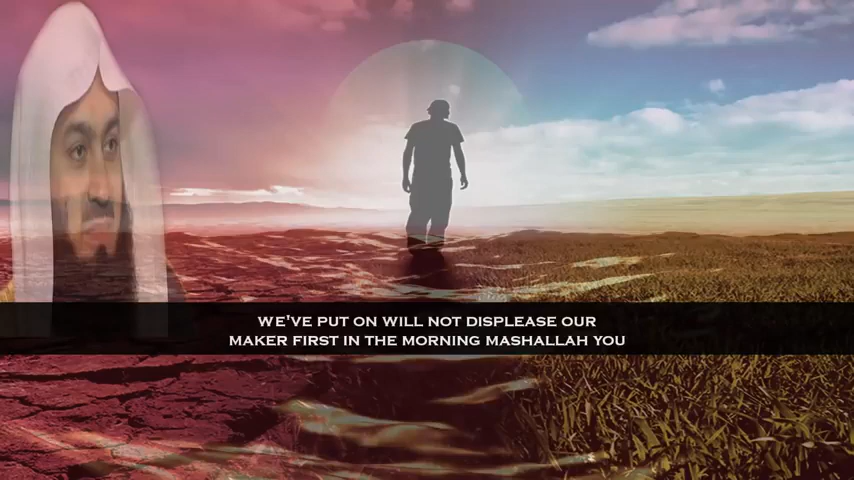 WE'VE PUT ON WILL NOT DISPLEASE OUR
MAKER FIRST IN THE MORNING MASHALLAH YOU